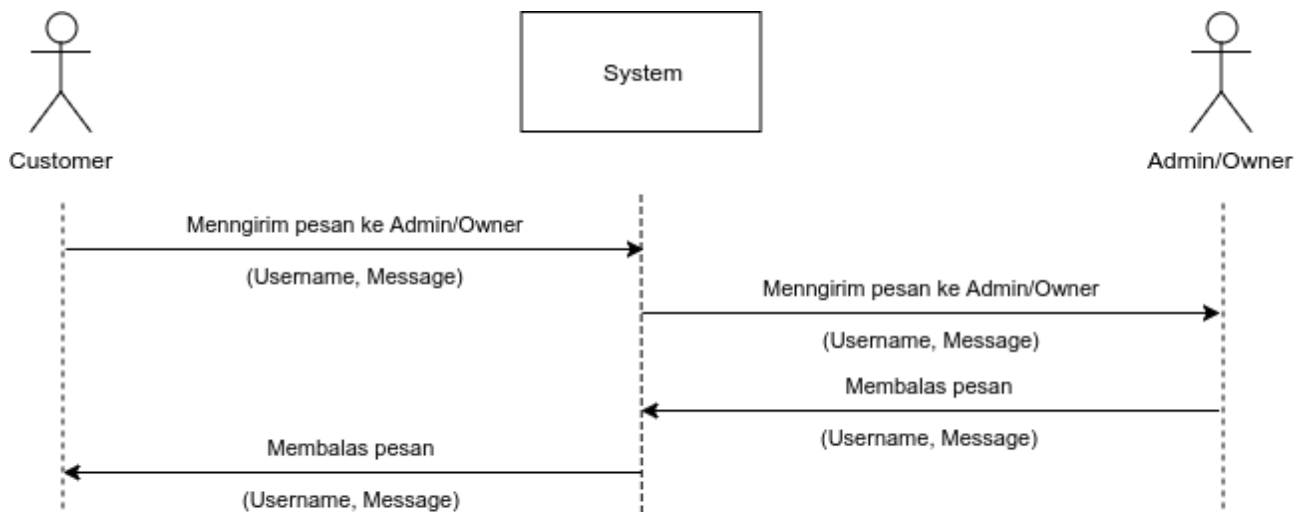 System
Customer
Admin/Owner
Menngirim pesan ke Admin/Owner
(Username, Message)
Menngirim pesan ke Admin/Owner
(Username, Message)
Membalas pesan
(Username, Message)
Membalas pesan
(Username, Message)